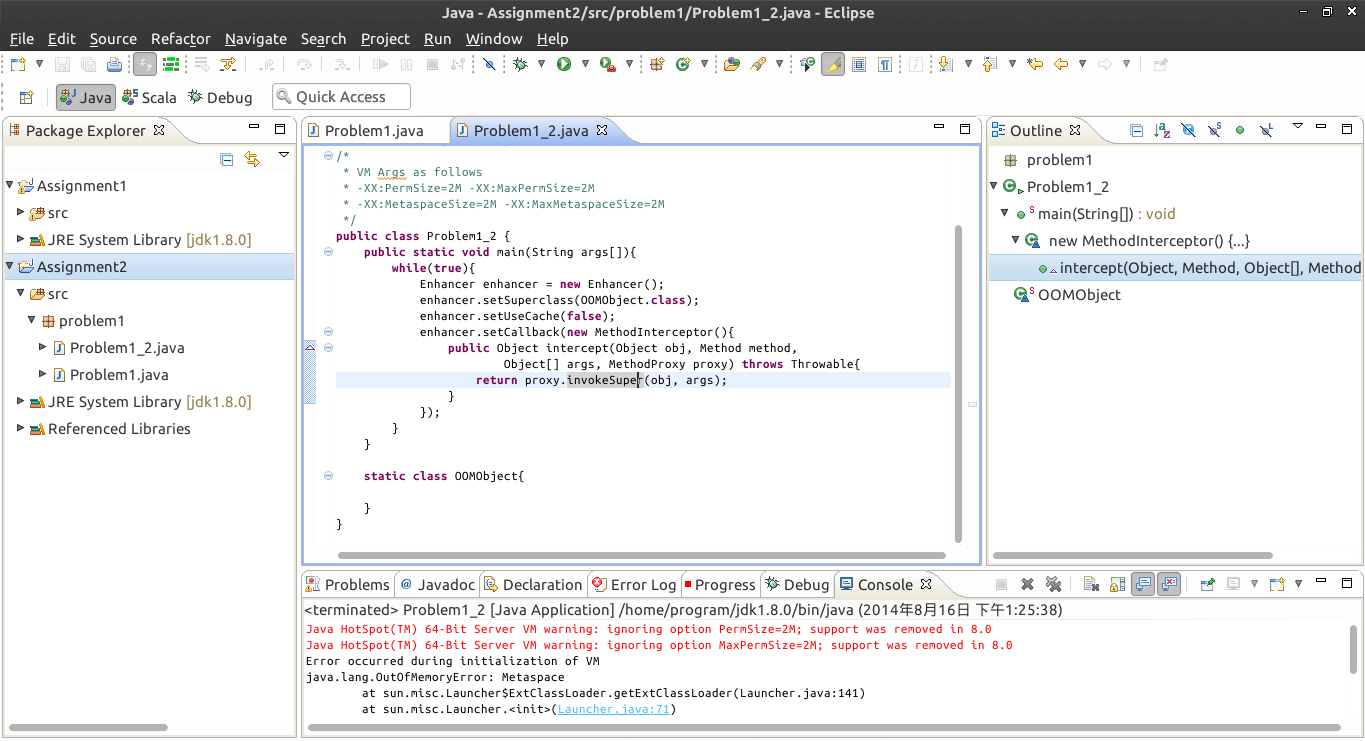 Java - Assignment2/src/problem1/Problem1_2.java - Eclipse
File Edit Source Refactor Navigate Search Project Run Window Help
Java Scala Debug Quick Access
Package Explorer
Assignment1
src
JRE System Library [jdk1.8.0]
Assignment2
src
problem1
Problem1_2.java
Problem1.java
JRE System Library [jdk1.8.0]
Referenced Libraries
Problem1.java Problem1_2.java
/*
 * VM Args as follows
 * -XX:PermSize=2M -XX:MaxPermSize=2M
 * -XX:MetaspaceSize=2M -XX:MaxMetaspaceSize=2M
 */
public class Problem1_2 {
    public static void main(String args[]){
        while(true){
            Enhancer enhancer = new Enhancer();
            enhancer.setSuperclass(OOMObject.class);
            enhancer.setUseCache(false);
            enhancer.setCallback(new MethodInterceptor(){
                public Object intercept(Object obj, Method method,
                        Object[] args, MethodProxy proxy) throws Throwable{
                    return proxy.invokeSuper(obj, args);
                }
            });
        }
    }
    static class OOMObject{
    }
}
Outline
problem1
Problem1_2
main(String[]) : void
new MethodInterceptor() {...}
intercept(Object, Method, Object[], Method
OOMObject
Problems @ Javadoc Declaration Error Log Progress Debug Console
<terminated> Problem1_2 [Java Application] /home/program/jdk1.8.0/bin/java (2014年8月16日 下午1:25:38)
Java HotSpot(TM) 64-Bit Server VM warning: ignoring option PermSize=2M; support was removed in 8.0
Java HotSpot(TM) 64-Bit Server VM warning: ignoring option MaxPermSize=2M; support was removed in 8.0
Error occurred during initialization of VM
java.lang.OutOfMemoryError: Metaspace
        at sun.misc.Launcher$ExtClassLoader.getExtClassLoader(Launcher.java:141)
        at sun.misc.Launcher.<init>(Launcher.java:71)